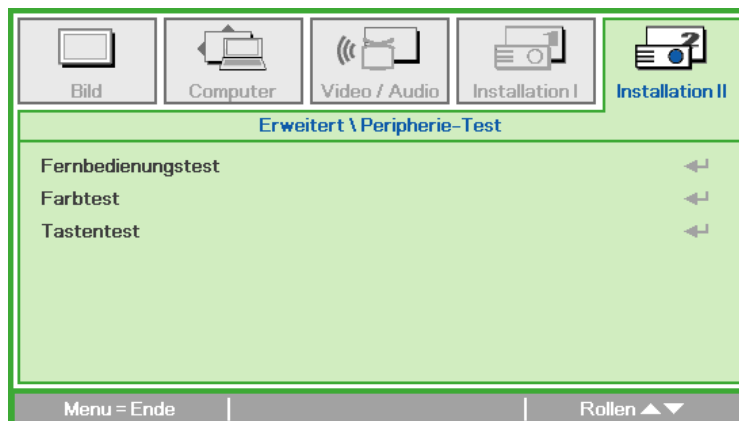 Bild
Computer
Video / Audio
Installation I
Installation II
Erweitert \ Peripherie-Test
Fernbedienungstest
Farbtest
Tastentest
Menu = Ende
Rollen ▲▼